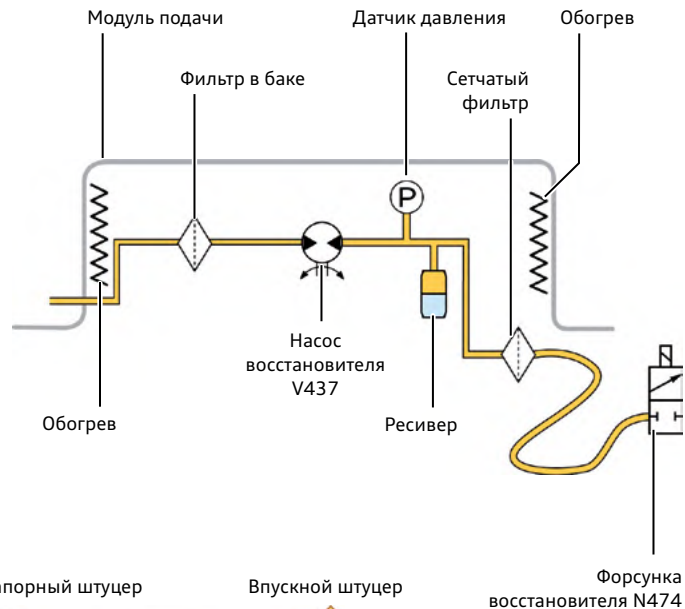 Модуль подачи
Датчик давления
Обогрев
Фильтр в баке
Сетчатый
фильтр
P
Насос
восстановителя
V437
Обогрев
Ресивер
штуцер
Впускной штуцер
Форсунка
восстановителя N474